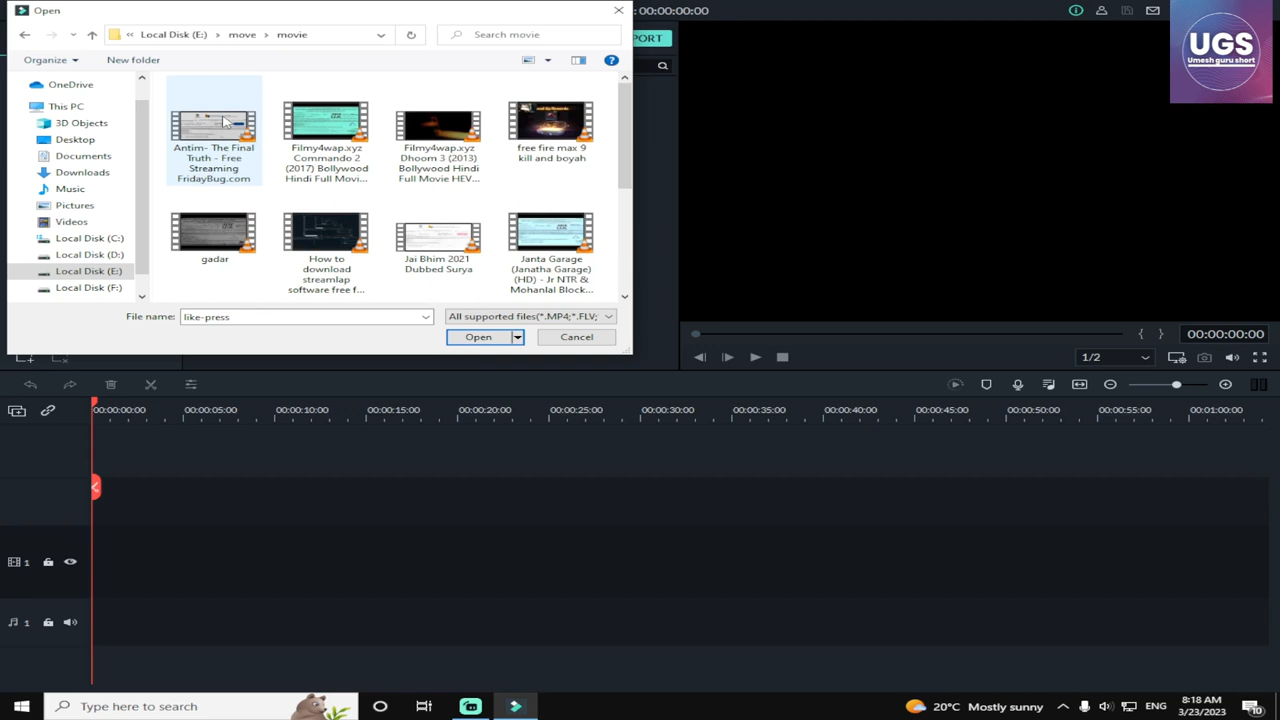 Open
00:00:00:00
Local Disk (E:) > move > movie
Search movie
PORT
UGS
Umesh guru short
Organize
New folder
OneDrive
This PC
3D Objects
Desktop
Documents
Downloads
Music
Pictures
Videos
Local Disk (C:)
Local Disk (D:)
Local Disk (E:)
Local Disk (F:)
Antim- The Final
Truth - Free
Streaming
FridayBug.com
Filmy4wap.xyz
Commando 2
(2017) Bollywood
Hindi Full Movi...
Filmy4wap.xyz
Dhoom 3 (2013)
Bollywood Hindi
Full Movie HEV...
free fire max 9
kill and boyah
gadar
How to
download
streamlap
software free f...
Jai Bhim 2021
Dubbed Surya
Janta Garage
(Janatha Garage)
(HD) - Jr NTR &
Mohanlal Block...
File name:
like-press
All supported files(*.MP4;*.FLV;
Open
Cancel
{ } 00:00:00:00
1/2
00:00:00:00 00:00:05:00 00:00:10:00 00:00:15:00 00:00:20:00 00:00:25:00 00:00:30:00 00:00:35:00 00:00:40:00 00:00:45:00 00:00:50:00 00:00:55:00 00:01:00:00
1
1
Type here to search
20°C Mostly sunny
ENG
8:18 AM
3/23/2023
10